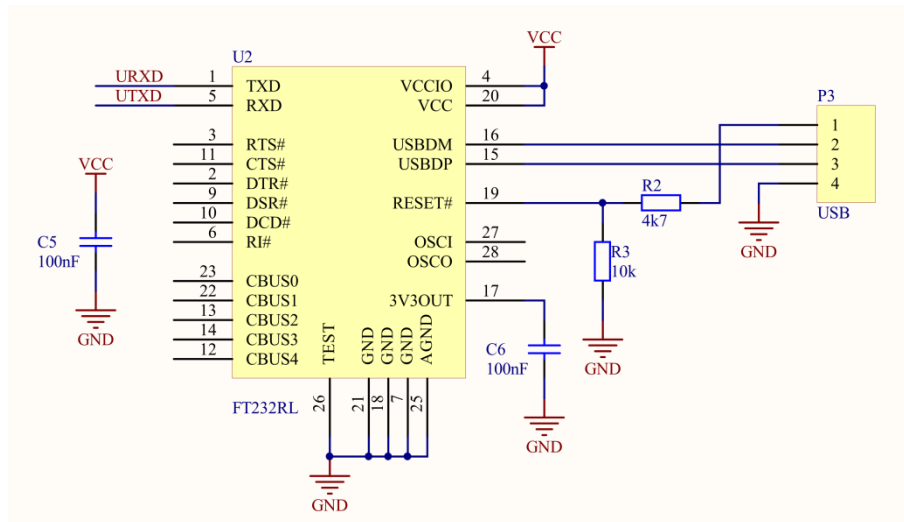 VCC
U2
URXD 1 TXD VCCIO 4
UTXD 5 RXD VCC 20
P3
1
3 RTS# USBDM 16 2
11 CTS# USBDP 15 3
VCC 2 DTR# R2 4
9 DSR# RESET# 19 4k7 USB
10 DCD#
C5 6 RI# OSCI 27 R3 GND
100nF OSCO 28 10k
23 CBUS0
22 CBUS1 3V3OUT 17
13 CBUS2
GND 14 CBUS3 C6 GND
12 CBUS4 100nF
TEST GND GND GND AGND
FT232RL 26 21 18 7 25
GND
GND